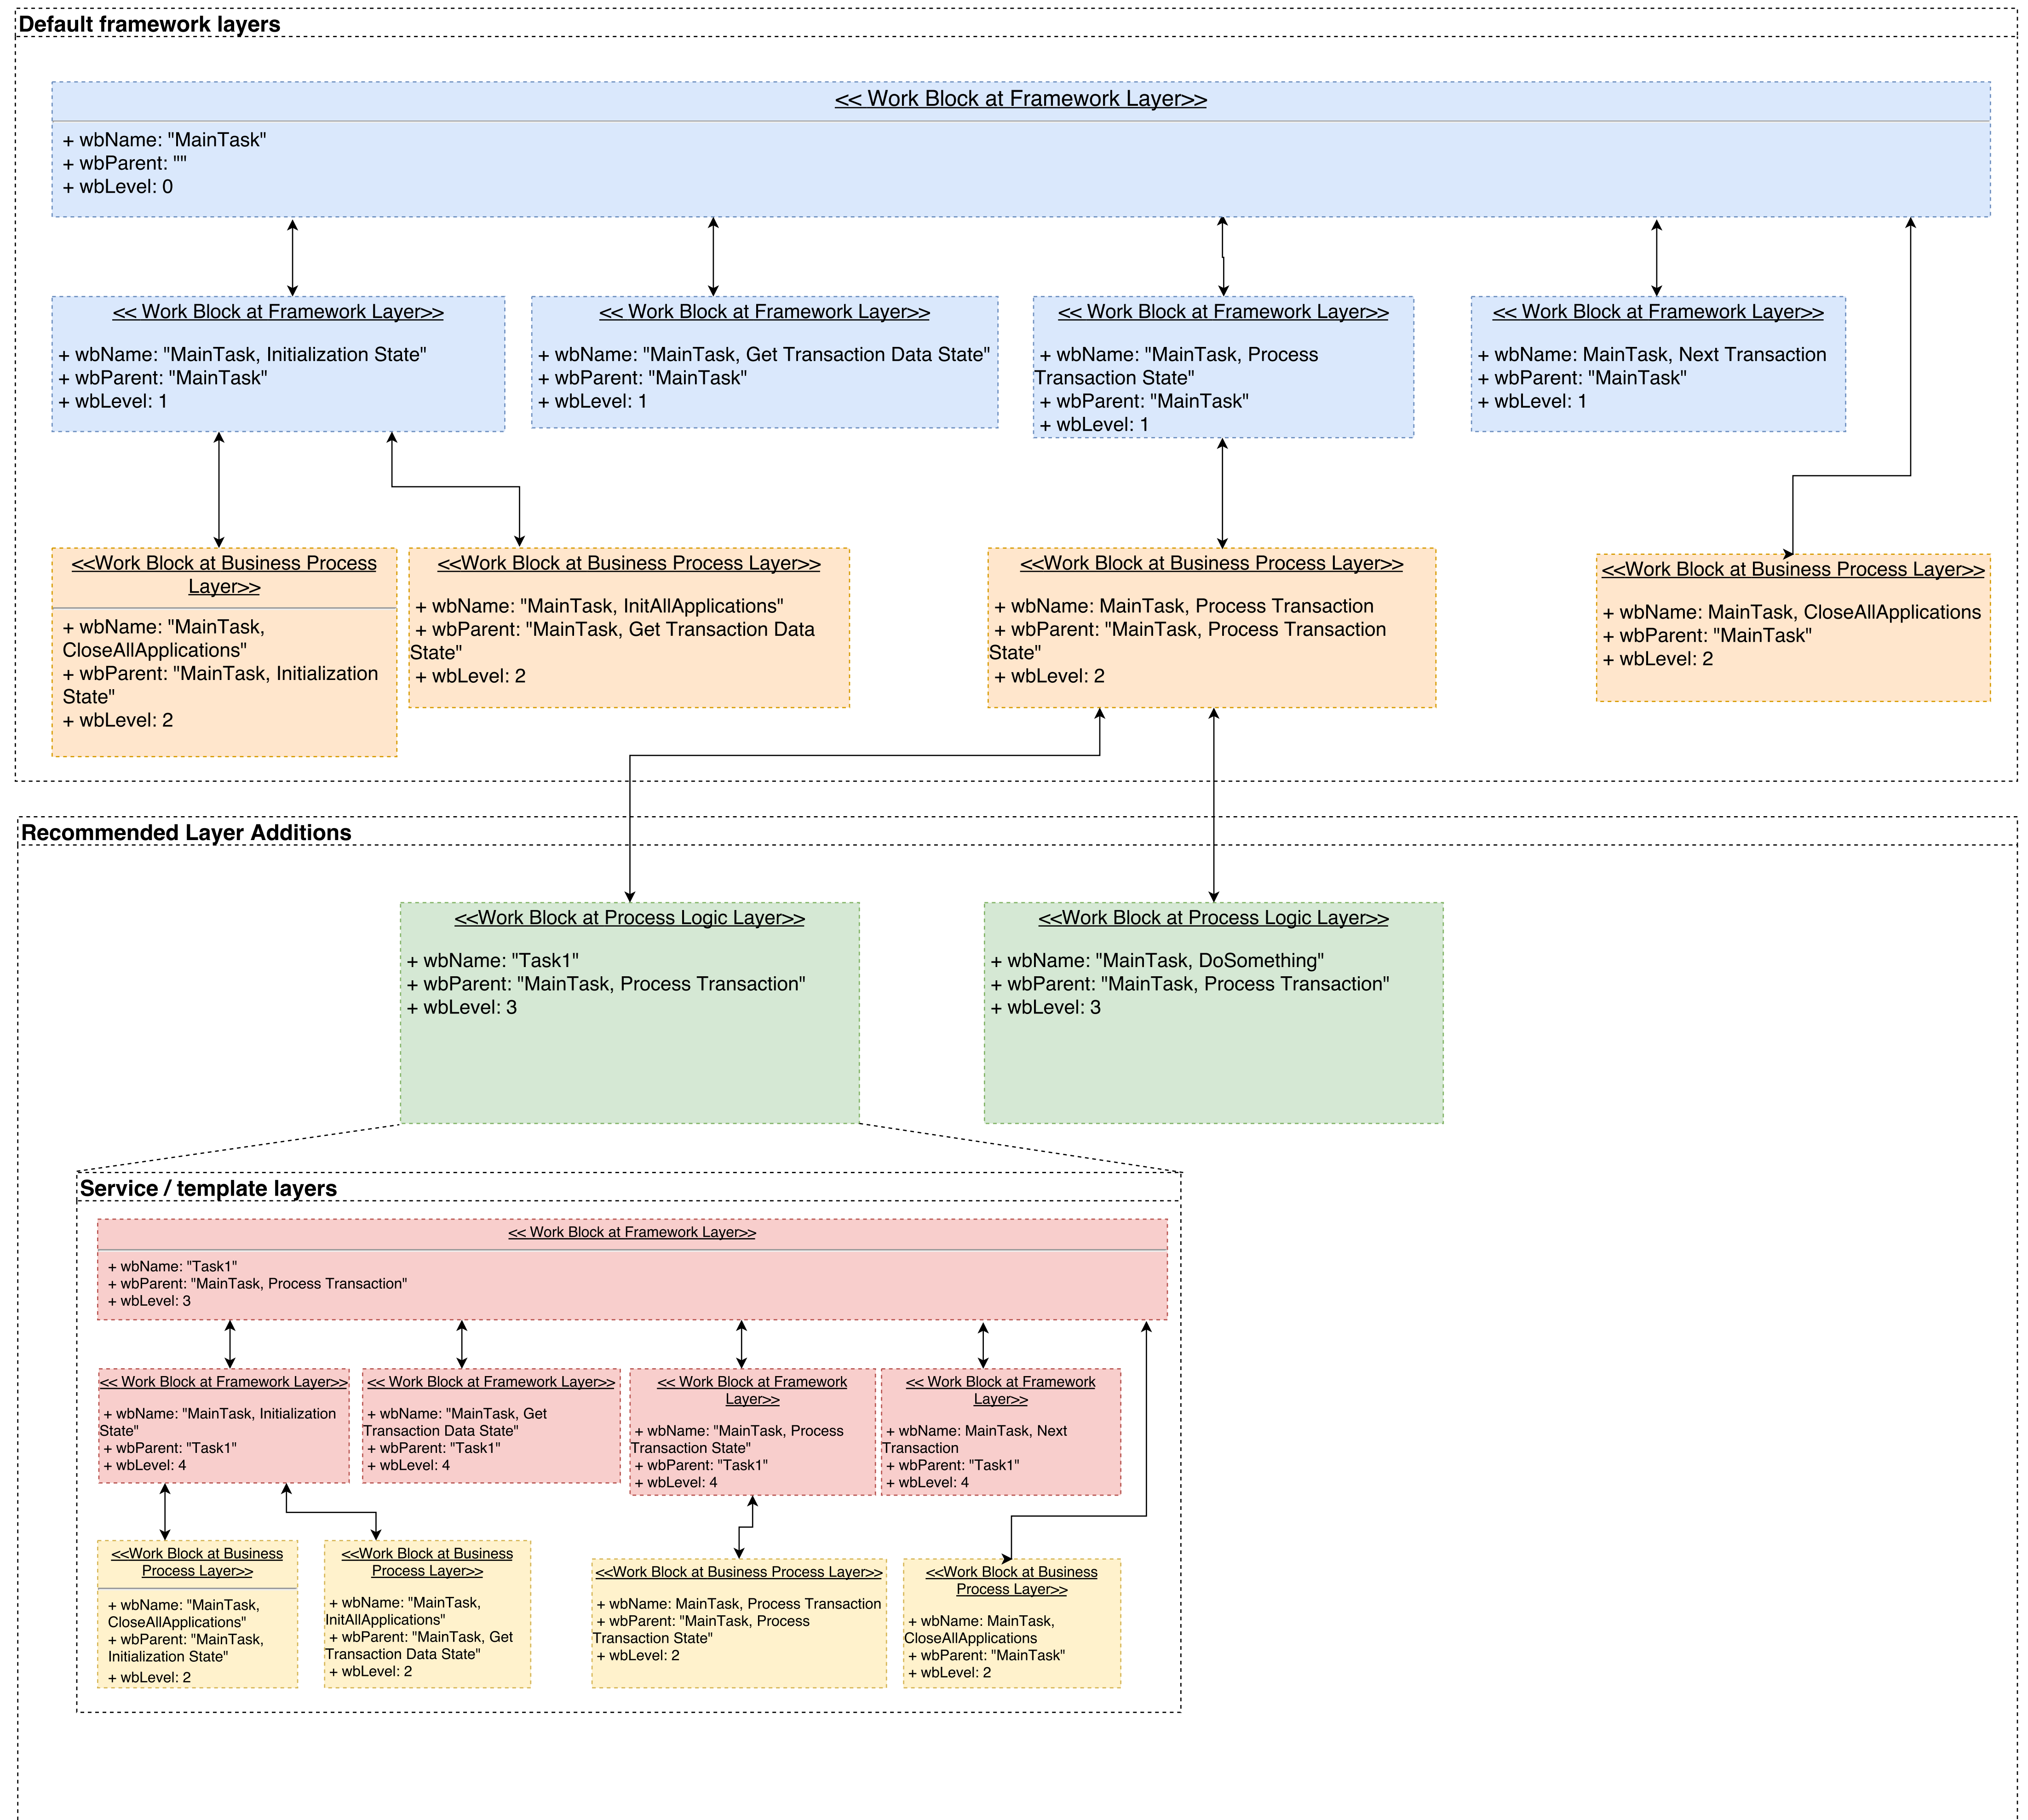 Default framework layers
<< Work Block at Framework Layer>>
+ wbName: "MainTask"
+ wbParent: ""
+ wbLevel: 0
<< Work Block at Framework Layer>>
+ wbName: "MainTask, Initialization State"
+ wbParent: "MainTask"
+ wbLevel: 1
<< Work Block at Framework Layer>>
+ wbName: "MainTask, Get Transaction Data State"
+ wbParent: "MainTask"
+ wbLevel: 1
<< Work Block at Framework Layer>>
+ wbName: "MainTask, Process
Transaction State"
+ wbParent: "MainTask"
+ wbLevel: 1
<< Work Block at Framework Layer>>
+ wbName: MainTask, Next Transaction
+ wbParent: "MainTask"
+ wbLevel: 1
<<Work Block at Business Process
Layer>>
+ wbName: "MainTask,
CloseAllApplications"
+ wbParent: "MainTask, Initialization
State"
+ wbLevel: 2
<<Work Block at Business Process Layer>>
+ wbName: "MainTask, InitAllApplications"
+ wbParent: "MainTask, Get Transaction Data
State"
+ wbLevel: 2
<<Work Block at Business Process Layer>>
+ wbName: MainTask, Process Transaction
+ wbParent: "MainTask, Process Transaction
State"
+ wbLevel: 2
<<Work Block at Business Process Layer>>
+ wbName: MainTask, CloseAllApplications
+ wbParent: "MainTask"
+ wbLevel: 2
Recommended Layer Additions
<<Work Block at Process Logic Layer>>
+ wbName: "Task1"
+ wbParent: "MainTask, Process Transaction"
+ wbLevel: 3
<<Work Block at Process Logic Layer>>
+ wbName: "MainTask, DoSomething"
+ wbParent: "MainTask, Process Transaction"
+ wbLevel: 3
Service / template layers
<< Work Block at Framework Layer>>
+ wbName: "Task1"
+ wbParent: "MainTask, Process Transaction"
+ wbLevel: 3
<< Work Block at Framework Layer>>
+ wbName: "MainTask, Initialization
State"
+ wbParent: "Task1"
+ wbLevel: 4
<< Work Block at Framework Layer>>
+ wbName: "MainTask, Get
Transaction Data State"
+ wbParent: "Task1"
+ wbLevel: 4
<< Work Block at Framework
Layer>>
+ wbName: "MainTask, Process
Transaction State"
+ wbParent: "Task1"
+ wbLevel: 4
<< Work Block at Framework
Layer>>
+ wbName: MainTask, Next
Transaction
+ wbParent: "Task1"
+ wbLevel: 4
<<Work Block at Business
Process Layer>>
+ wbName: "MainTask,
CloseAllApplications"
+ wbParent: "MainTask,
Initialization State"
+ wbLevel: 2
<<Work Block at Business
Process Layer>>
+ wbName: "MainTask,
InitAllApplications"
+ wbParent: "MainTask, Get
Transaction Data State"
+ wbLevel: 2
<<Work Block at Business Process Layer>>
+ wbName: MainTask, Process Transaction
+ wbParent: "MainTask, Process
Transaction State"
+ wbLevel: 2
<<Work Block at Business
Process Layer>>
+ wbName: MainTask,
CloseAllApplications
+ wbParent: "MainTask"
+ wbLevel: 2